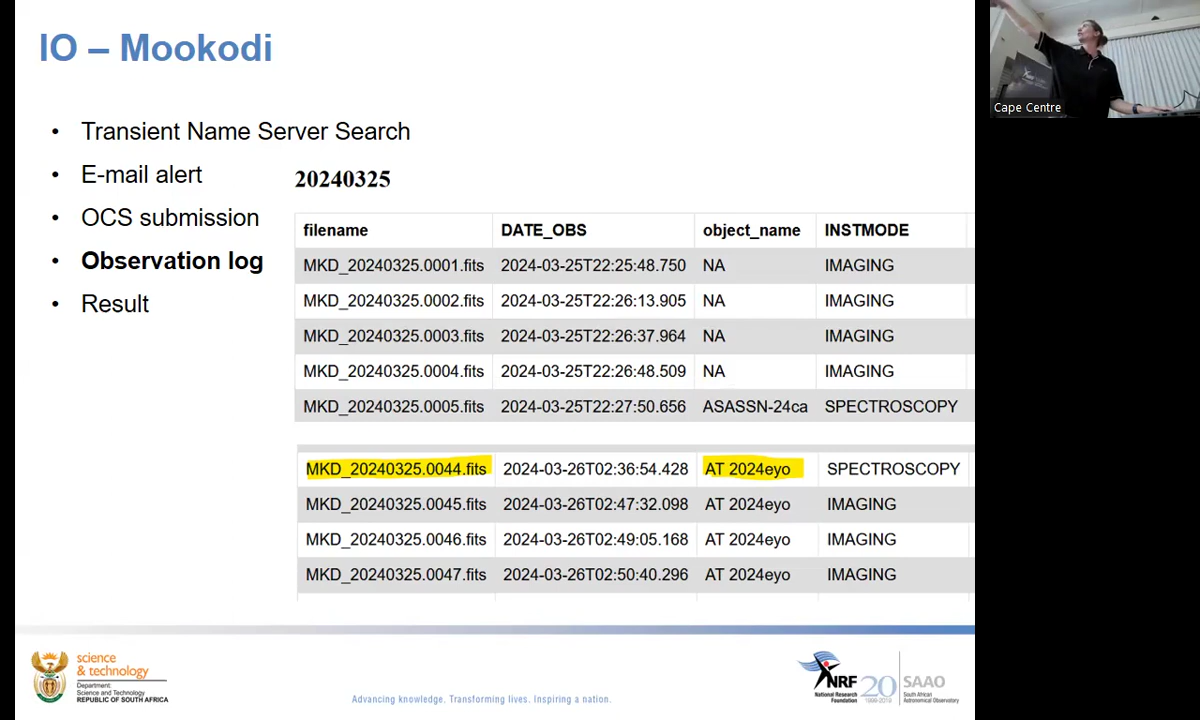 IO – Mookodi
• Transient Name Server Search
• E-mail alert
• OCS submission
• Observation log
• Result
20240325
filename DATE_OBS object_name INSTMODE
MKD_20240325.0001.fits 2024-03-25T22:25:48.750 NA IMAGING
MKD_20240325.0002.fits 2024-03-25T22:26:13.905 NA IMAGING
MKD_20240325.0003.fits 2024-03-25T22:26:37.964 NA IMAGING
MKD_20240325.0004.fits 2024-03-25T22:26:48.509 NA IMAGING
MKD_20240325.0005.fits 2024-03-25T22:27:50.656 ASASSN-24ca SPECTROSCOPY
MKD_20240325.0044.fits 2024-03-26T02:36:54.428 AT 2024eyo SPECTROSCOPY
MKD_20240325.0045.fits 2024-03-26T02:47:32.098 AT 2024eyo IMAGING
MKD_20240325.0046.fits 2024-03-26T02:49:05.168 AT 2024eyo IMAGING
MKD_20240325.0047.fits 2024-03-26T02:50:40.296 AT 2024eyo IMAGING
science
& technology
Department:
Science and Technology
REPUBLIC OF SOUTH AFRICA
Advancing knowledge. Transforming lives. Inspiring a nation.
NRF
National Research
Foundation
20
SAAO
South African
Astronomical Observatory
Cape Centre